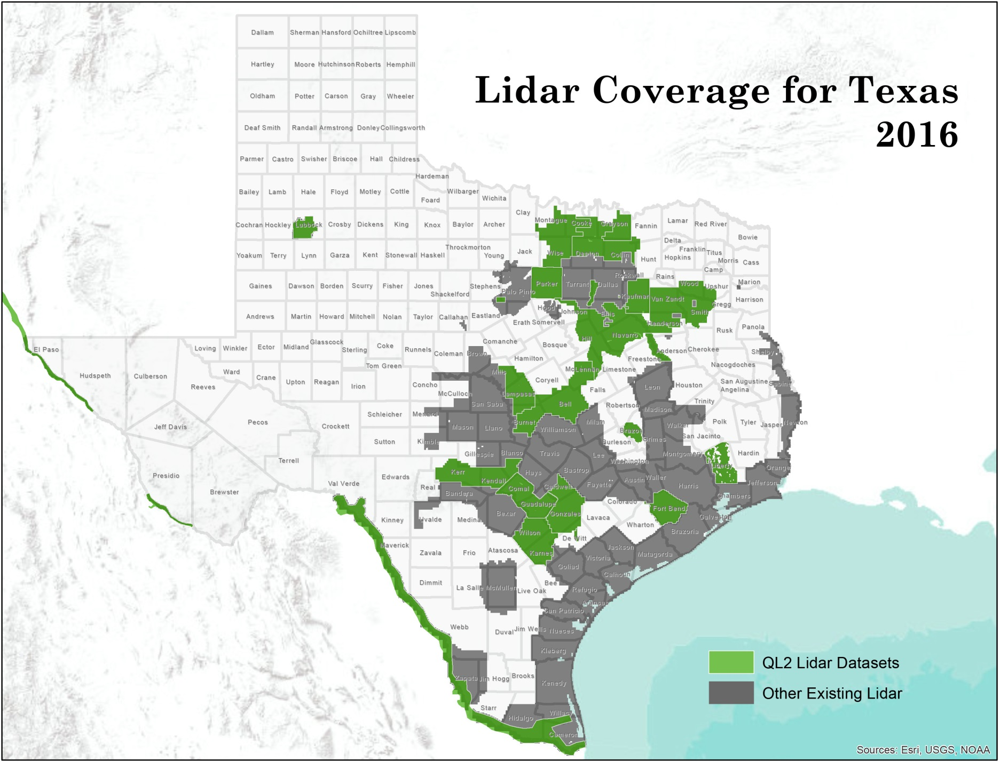 Lidar Coverage for Texas
2016
Dallam Sherman Hansford Ochiltree Lipscomb
Hartley Moore Hutchinson Roberts Hemphill
Oldham Potter Carson Gray Wheeler
Deaf Smith Randall Armstrong Donley Collingsworth
Parmer Castro Swisher Briscoe Hall Childress
Hardeman
Bailey Lamb Hale Floyd Motley Cottle Foard Wilbarger Wichita
Clay Montague Cooke Grayson Fannin Lamar Red River Bowie
Cochran Hockley Lubbock Crosby Dickens King Knox Baylor Archer
Delta Franklin Titus Hopkins Morris Cass
Yoakum Terry Lynn Garza Kent Stonewall Haskell Throckmorton Young Jack Wise Denton Collin Hunt
Camp
Gaines Dawson Borden Scurry Fisher Jones Shackelford Stephens Palo Pinto Parker Tarrant Dallas Rockwall Rains Wood Upshur Marion
Kaufman Van Zandt Smith Gregg Harrison
Andrews Martin Howard Mitchell Nolan Taylor Callahan Eastland Erath Hood Somervell Johnson Ellis Henderson Rusk Panola
El Paso Loving Winkler Ector Midland Glasscock Sterling Coke Runnels Coleman Brown Comanche Bosque Hill Navarro
Hamilton Freestone Anderson Cherokee Shelby
Hudspeth Culberson Reeves Ward Crane Upton Reagan Irion Tom Green Concho McCulloch Mills Coryell McLennan Limestone Nacogdoches
San Saba Lampasas Bell Falls Leon Houston San Augustine Angelina Sabine
Robertson Madison Trinity
Jeff Davis Pecos Crockett Schleicher Menard Mason Llano Burnet Williamson Milam Brazos Walker Polk Tyler Jasper Newton
Sutton Kimble Burleson Grimes San Jacinto
Terrell Gillespie Blanco Travis Lee Washington Montgomery Liberty Hardin
Presidio Brewster Val Verde Edwards Real Kerr Kendall Hays Bastrop Austin Waller Harris Orange
Bandera Comal Caldwell Fayette Jefferson Chambers
Kinney Uvalde Medina Bexar Guadalupe Gonzales Lavaca Colorado Fort Bend Galveston
Wharton Brazoria
Maverick Zavala Frio Atascosa Wilson Karnes De Witt Jackson Matagorda
Victoria Goliad Calhoun
Dimmit La Salle McMullen Live Oak Bee Refugio
Aransas San Patricio
Webb Duval Jim Wells Nueces
Kleberg
Zapata Jim Hogg Brooks Kenedy
Starr Hidalgo Willacy
Cameron
QL2 Lidar Datasets
Other Existing Lidar
Sources: Esri, USGS, NOAA